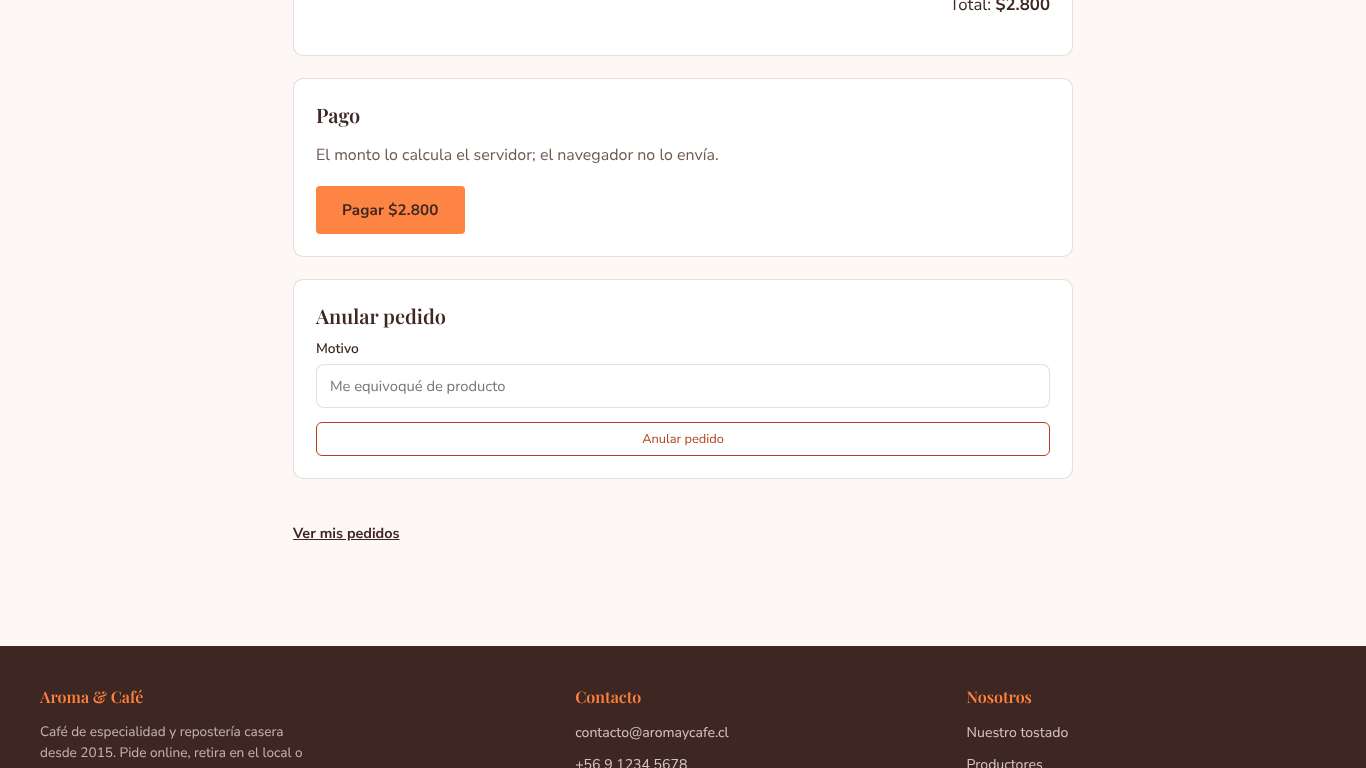 Total: $2.800
Pago
El monto lo calcula el servidor; el navegador no lo envía.
Pagar $2.800
Anular pedido
Motivo
Me equivoqué de producto
Anular pedido
Ver mis pedidos
Aroma & Café
Café de especialidad y repostería casera
desde 2015. Pide online, retira en el local o
Contacto
contacto@aromaycafe.cl
+56 9 1234 5678
Nosotros
Nuestro tostado
Productores